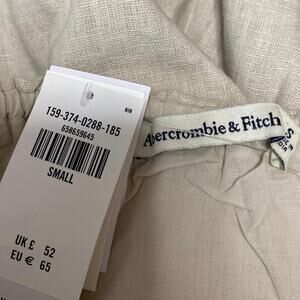 159-374-0288-185
658659645
SMALL
UK £ 52
EU € 65
Abercrombie & Fitch
S